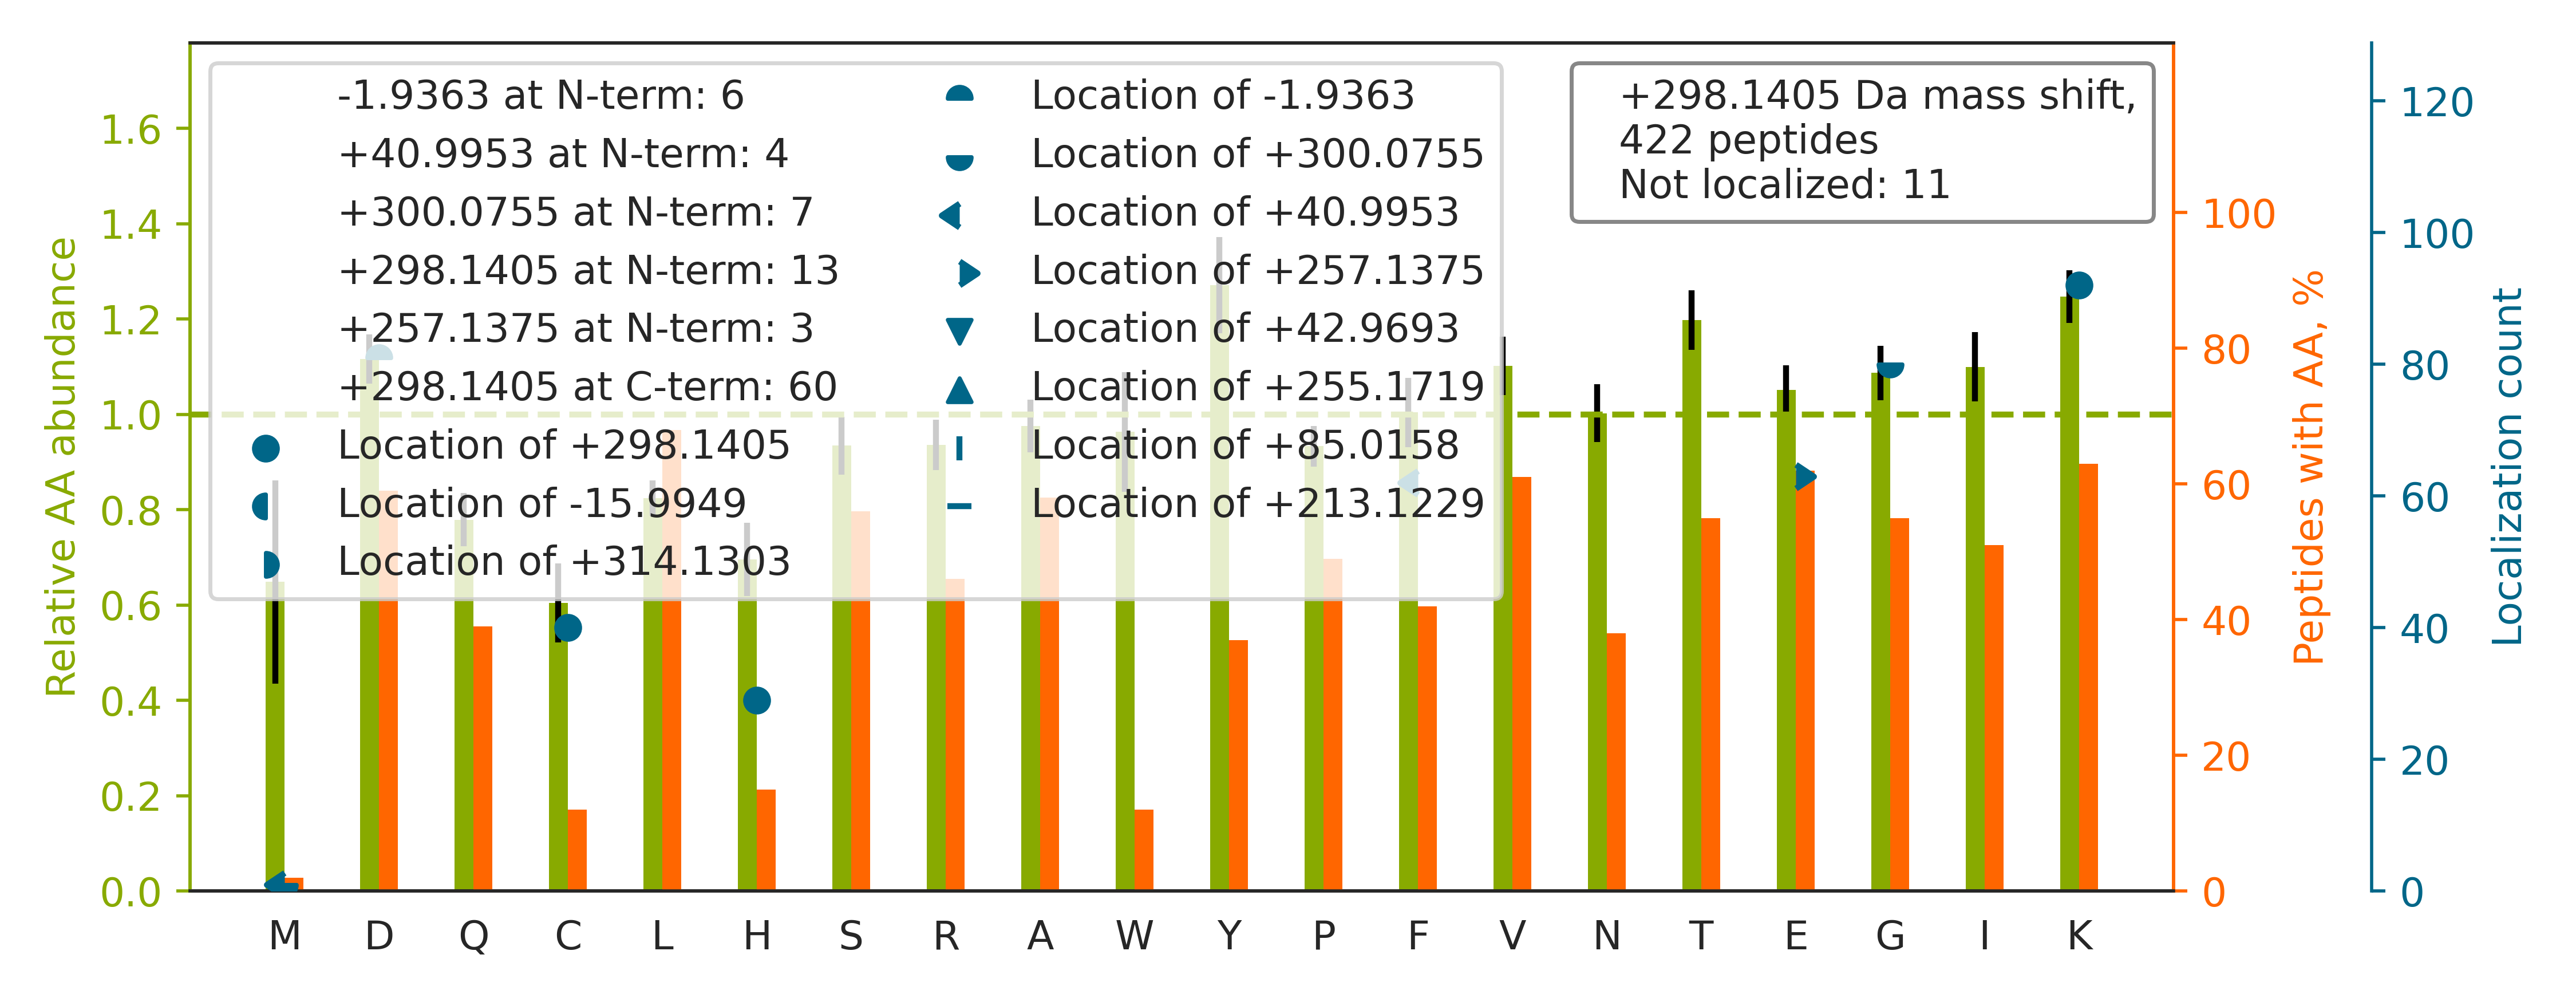 -1.9363 at N-term: 6
+40.9953 at N-term: 4
+300.0755 at N-term: 7
+298.1405 at N-term: 13
+257.1375 at N-term: 3
+298.1405 at C-term: 60
Location of +298.1405
Location of -15.9949
Location of +314.1303
Location of -1.9363
Location of +300.0755
Location of +40.9953
Location of +257.1375
Location of +42.9693
Location of +255.1719
Location of +85.0158
Location of +213.1229
+298.1405 Da mass shift,
422 peptides
Not localized: 11
Relative AA abundance
1.6
1.4
1.2
1.0
0.8
0.6
0.4
0.2
0.0
100
80
60
40
20
0
Peptides with AA, %
120
100
80
60
40
20
0
Localization count
M D Q C L H S R A W Y P F V N T E G I K